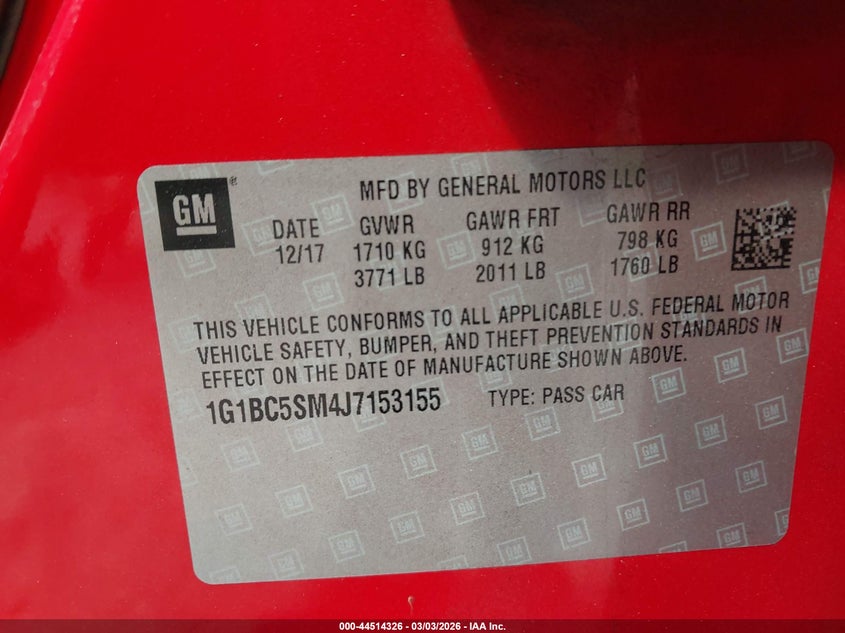 GM
MFD BY GENERAL MOTORS LLC
DATE GVWR GAWR FRT GAWR RR
12/17 1710 KG 912 KG 798 KG
3771 LB 2011 LB 1760 LB
THIS VEHICLE CONFORMS TO ALL APPLICABLE U.S. FEDERAL MOTOR
VEHICLE SAFETY, BUMPER, AND THEFT PREVENTION STANDARDS IN
EFFECT ON THE DATE OF MANUFACTURE SHOWN ABOVE.
1G1BC5SM4J7153155 TYPE: PASS CAR
000-44514326 - 03/03/2026 - IAA Inc.